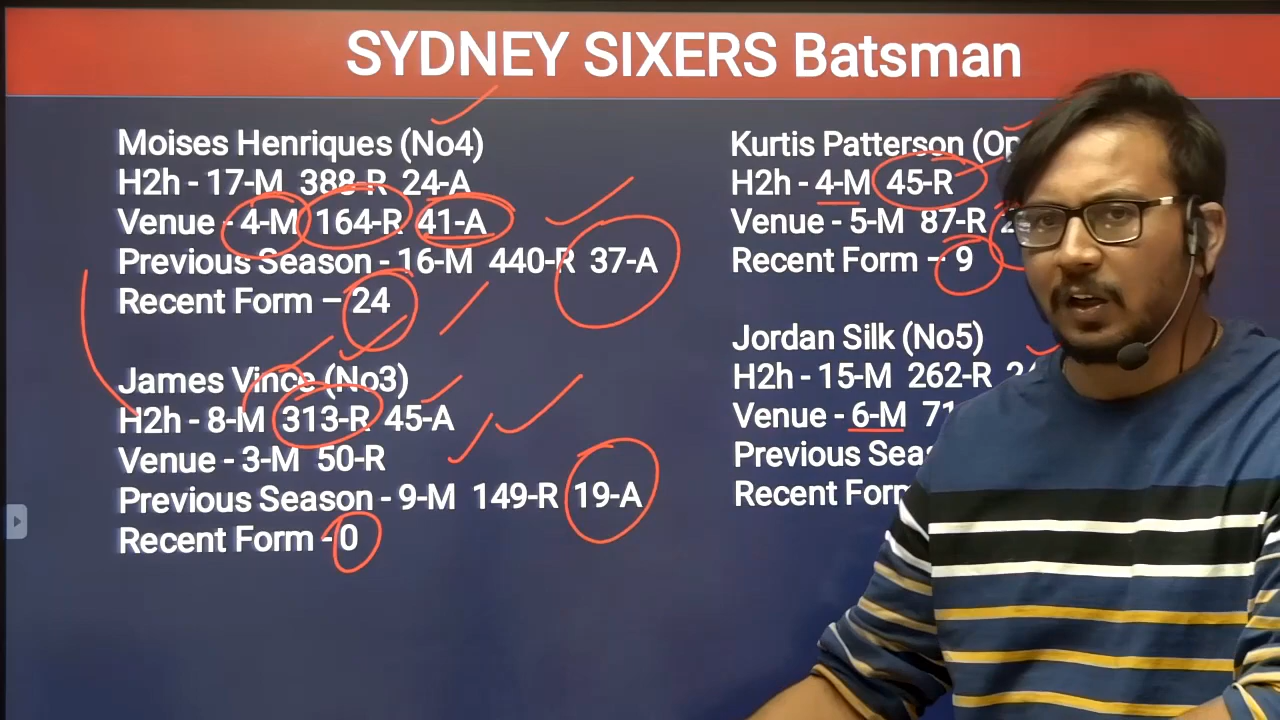 SYDNEY SIXERS Batsman
Moises Henriques (No4)
H2h - 17-M 388-R 24-A
Venue - 4-M 164-R 41-A
Previous Season - 16-M 440-R 37-A
Recent Form – 24
James Vince (No3)
H2h - 8-M 313-R 45-A
Venue - 3-M 50-R
Previous Season - 9-M 149-R 19-A
Recent Form - 0
Kurtis Patterson
H2h - 4-M 45-R
Venue - 5-M 87-R
Recent Form – 9
Jordan Silk (No5)
H2h - 15-M 262-R
Venue - 6-M
Previous
Recent